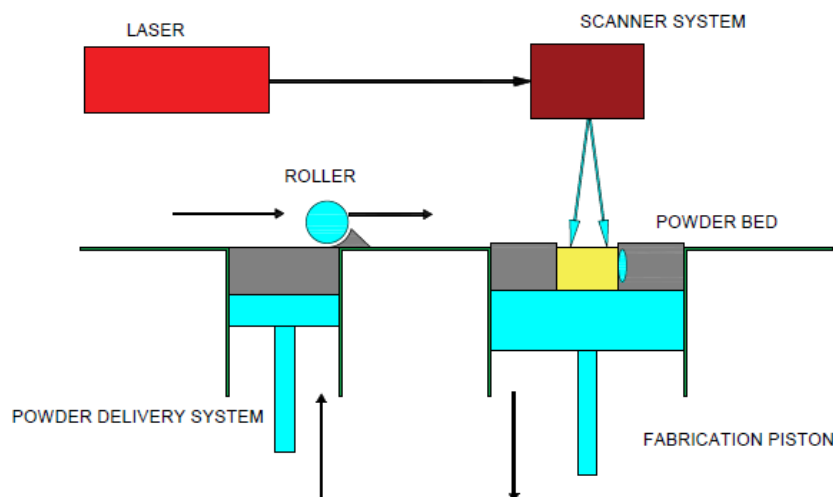 LASER
SCANNER SYSTEM
ROLLER
POWDER BED
POWDER DELIVERY SYSTEM
FABRICATION PISTON